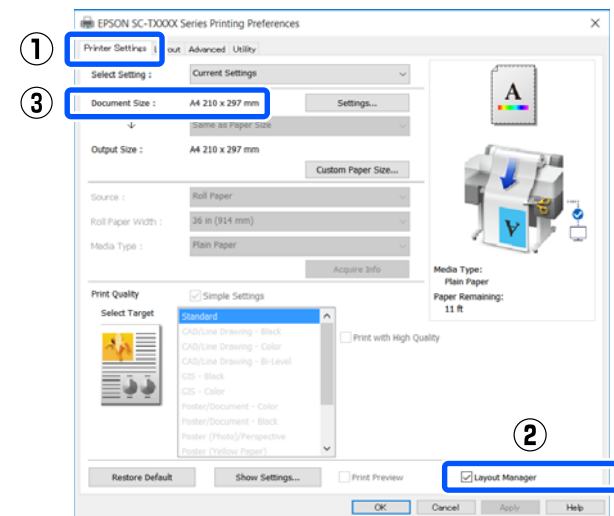 EPSON SC-TXXXX Series Printing Preferences
1
Printer Settings out Advanced Utility
Select Setting : Current Settings
3
Document Size : A4 210 x 297 mm Settings...
Same as Paper Size
Output Size : A4 210 x 297 mm
Custom Paper Size...
Source : Roll Paper
Roll Paper Width : 36 in (914 mm)
Media Type : Plain Paper
Acquire Info
Print Quality Simple Settings
Select Target
Standard
CAD/Line Drawing - Black
CAD/Line Drawing - Color
CAD/Line Drawing - Bi-Level
GIS - Black
GIS - Color
Poster/Document - Color
Poster/Document - Black
Poster (Photo)/Perspective
Poster (Yellow Paper)
Print with High Quality
A
A
Media Type:
Plain Paper
Paper Remaining:
11 ft
2
Restore Default Show Settings... Print Preview Layout Manager
OK Cancel Apply Help